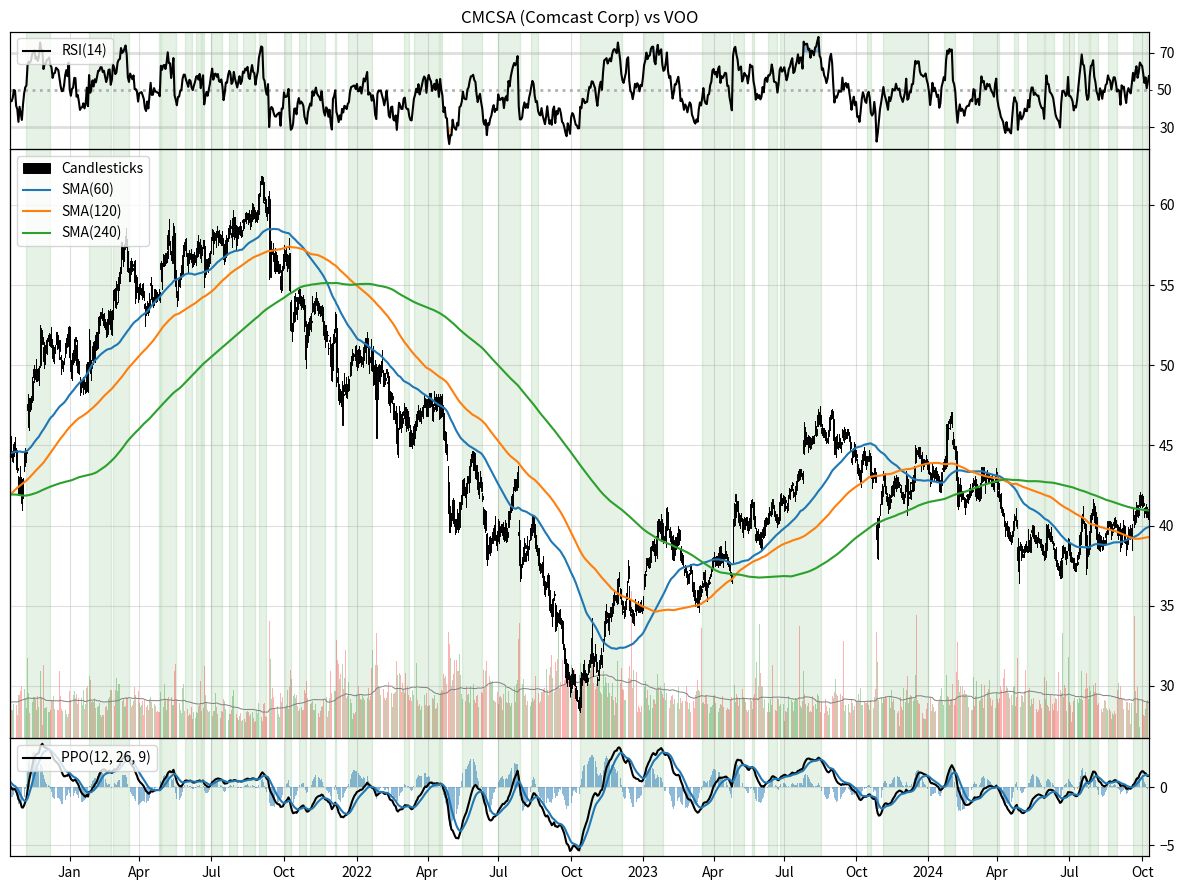 CMCSA (Comcast Corp) vs VOO
RSI(14)
70
50
30
Candlesticks
SMA(60)
SMA(120)
SMA(240)
60
55
50
45
40
35
30
PPO(12, 26, 9)
0
−5
Jan Apr Jul Oct 2022 Apr Jul Oct 2023 Apr Jul Oct 2024 Apr Jul Oct